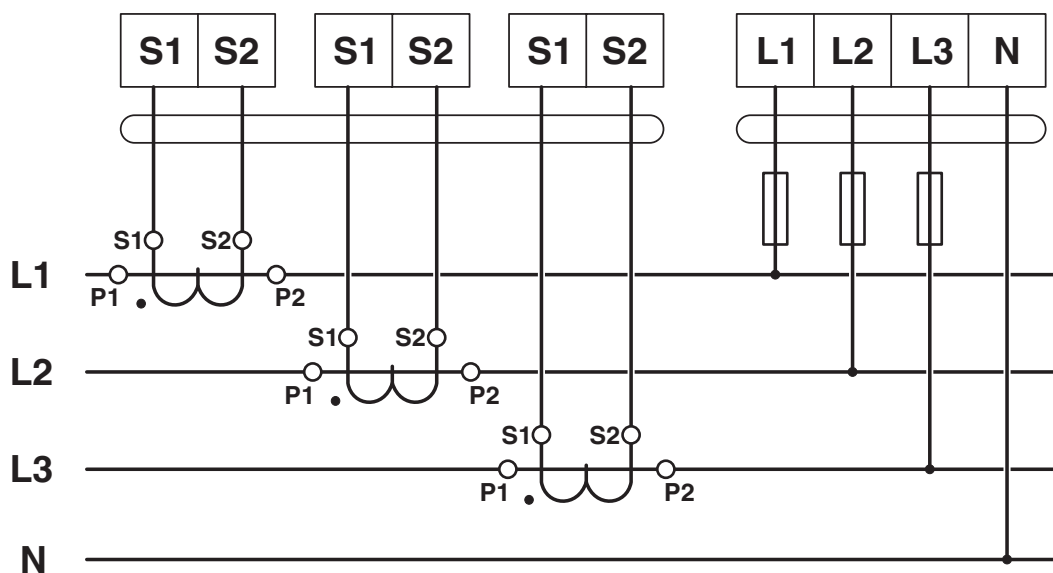 S1 S2 S1 S2 S1 S2 L1 L2 L3 N
S1 S2
L1
P1 P2
S1 S2
L2
P1 P2
S1 S2
L3
P1 P2
N